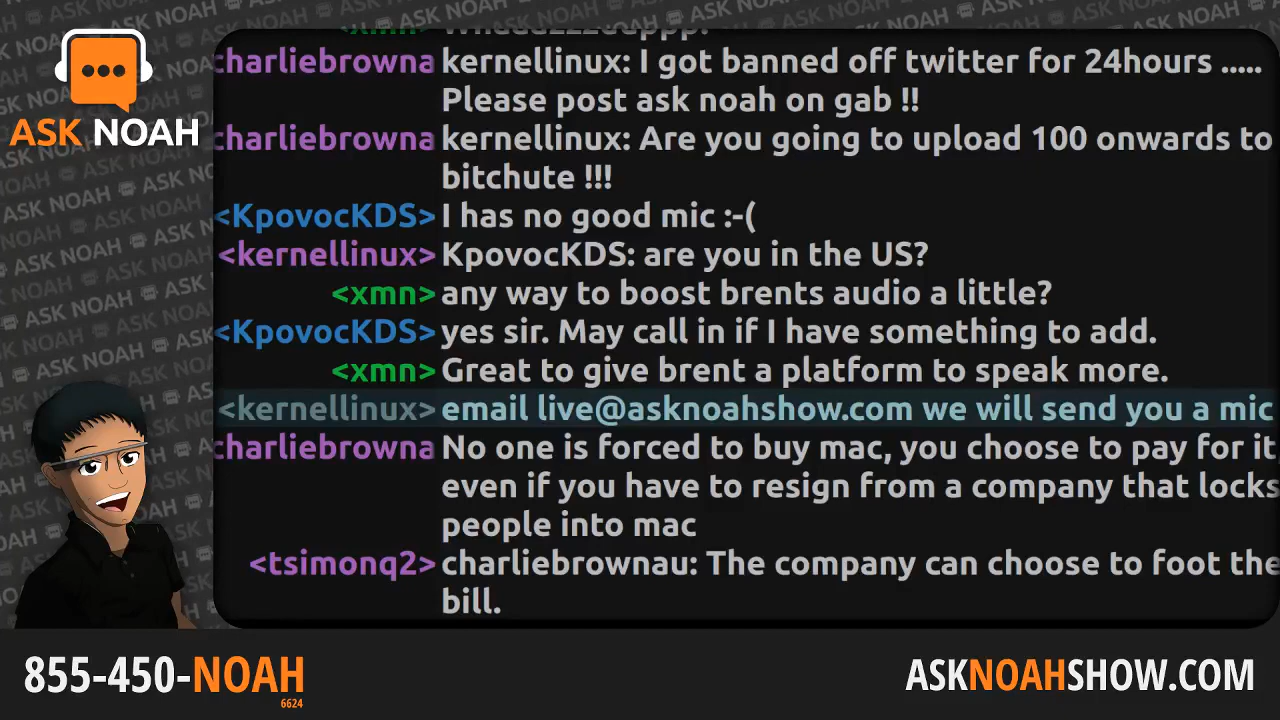 ASK NOAH
charliebrowna kernellinux: I got banned off twitter for 24hours .....
Please post ask noah on gab !!
charliebrowna kernellinux: Are you going to upload 100 onwards to
bitchute !!!
<KpovocKDS> I has no good mic :-(
<kernellinux> KpovocKDS: are you in the US?
<xmn> any way to boost brents audio a little?
<KpovocKDS> yes sir. May call in if I have something to add.
<xmn> Great to give brent a platform to speak more.
<kernellinux> email live@asknoahshow.com we will send you a mic
charliebrowna No one is forced to buy mac, you choose to pay for it
even if you have to resign from a company that locks
people into mac
<tsimonq2> charliebrownau: The company can choose to foot the
bill.
855-450-NOAH
6624
ASKNOAHSHOW.COM